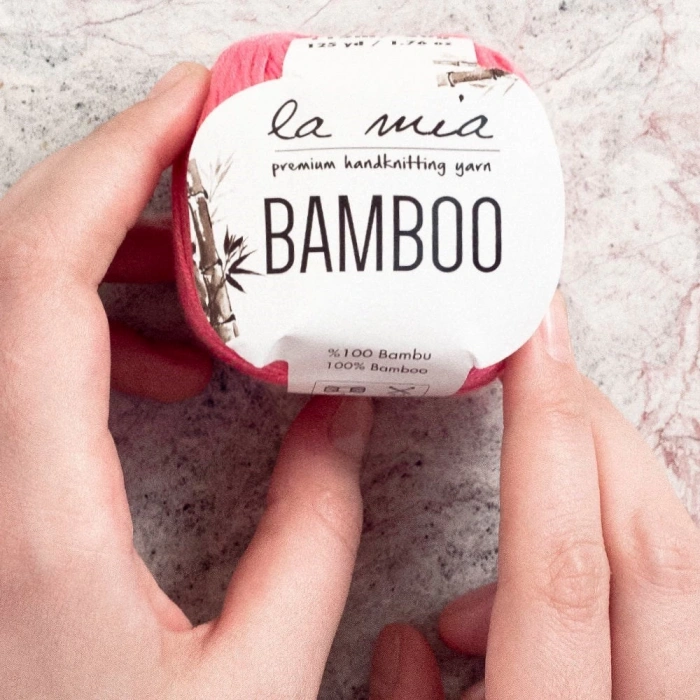 125 yd / 1.76 oz
la mia
premium handknitting yarn
BAMBOO
%100 Bambu
100% Bamboo